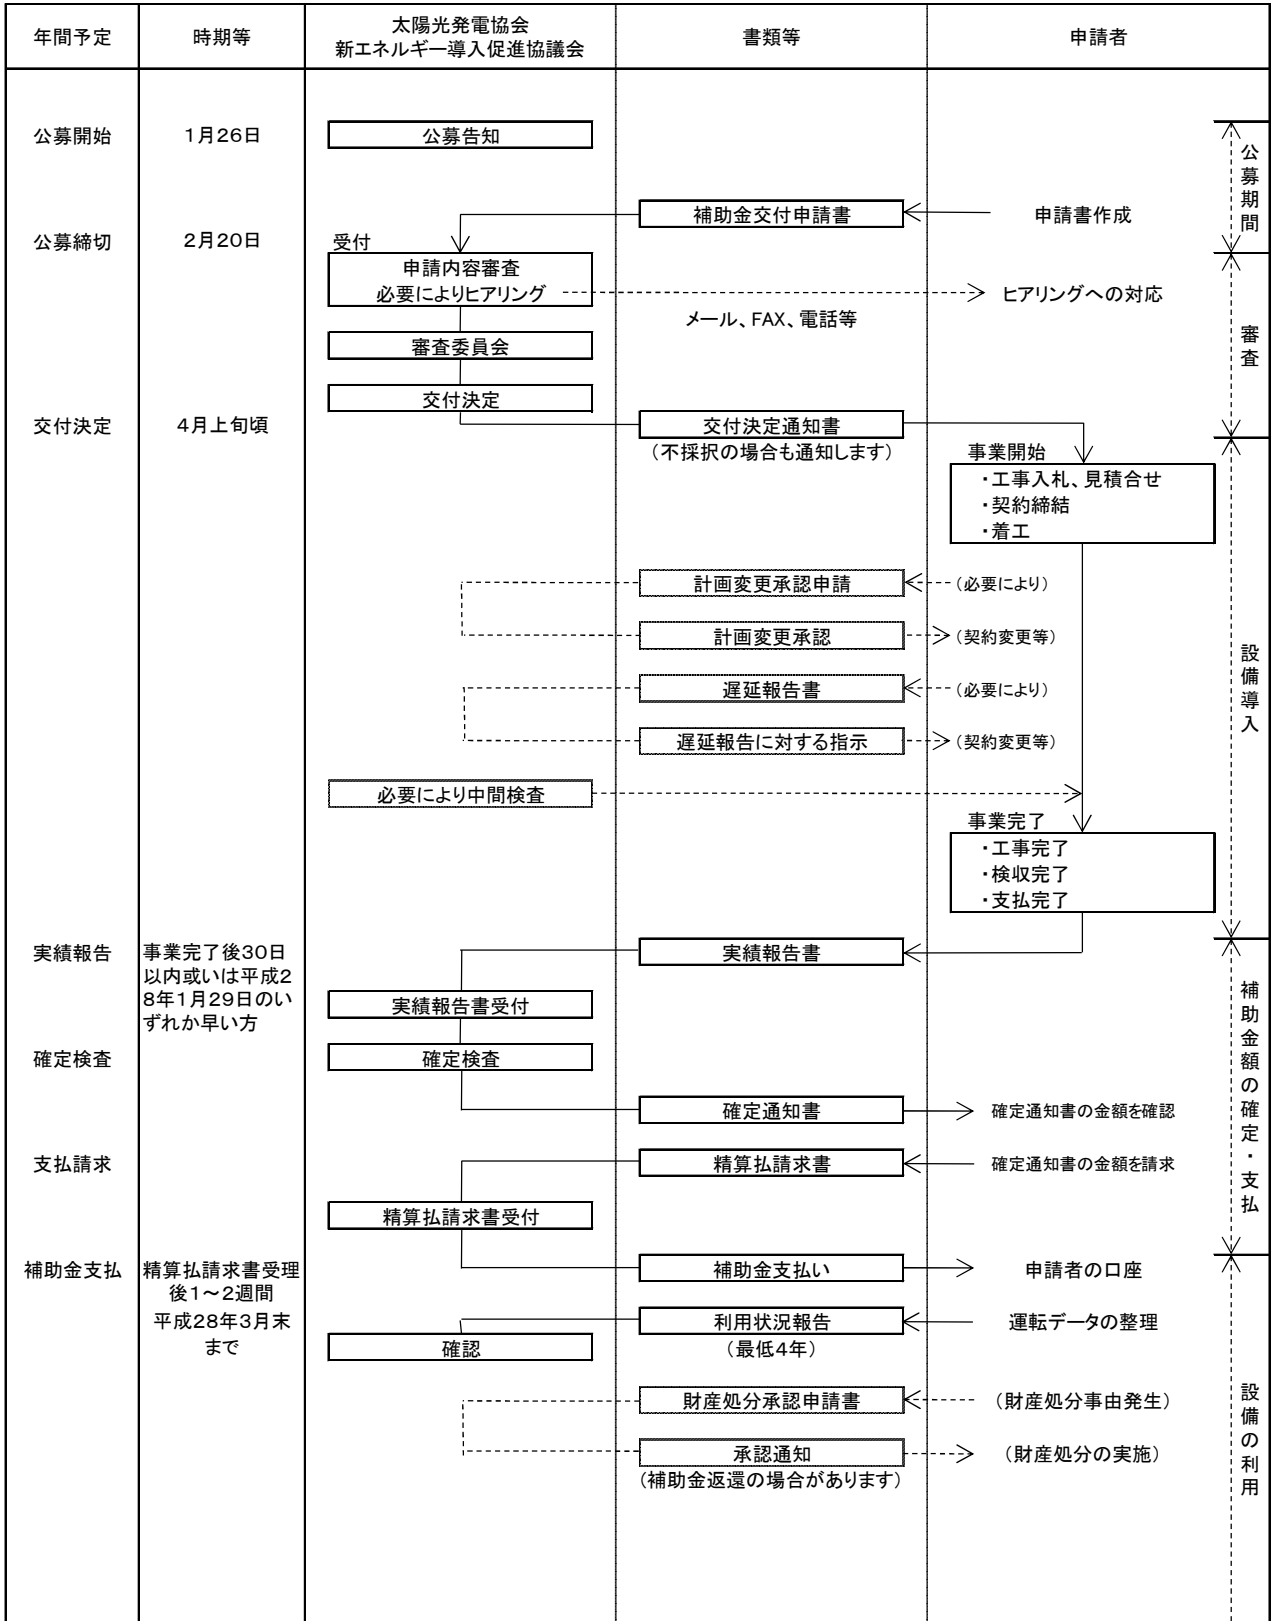 年間予定
時期等
太陽光発電協会
新エネルギー導入促進協議会
書類等
申請者
公募開始
1月26日
公募告知
公募期間
補助金交付申請書
申請書作成
公募締切
2月20日
受付
申請内容審査
必要によりヒアリング
ヒアリングへの対応
メール、FAX、電話等
審査委員会
審査
交付決定
交付決定
4月上旬頃
交付決定通知書
(不採択の場合も通知します)
事業開始
・工事入札、見積合せ
・契約締結
・着工
計画変更承認申請
(必要により)
計画変更承認
(契約変更等)
設備導入
遅延報告書
(必要により)
遅延報告に対する指示
(契約変更等)
必要により中間検査
事業完了
・工事完了
・検収完了
・支払完了
実績報告
事業完了後30日
以内或いは平成2
8年1月29日のい
ずれか早い方
実績報告書
実績報告書受付
補助金額の確定・支払
確定検査
確定検査
確定通知書
確定通知書の金額を確認
支払請求
精算払請求書
確定通知書の金額を請求
精算払請求書受付
補助金支払
精算払請求書受理
後1～2週間
平成28年3月末
まで
補助金支払い
申請者の口座
利用状況報告
(最低4年)
運転データの整理
確認
財産処分承認申請書
(財産処分事由発生)
承認通知
(補助金返還の場合があります)
(財産処分の実施)
設備の利用